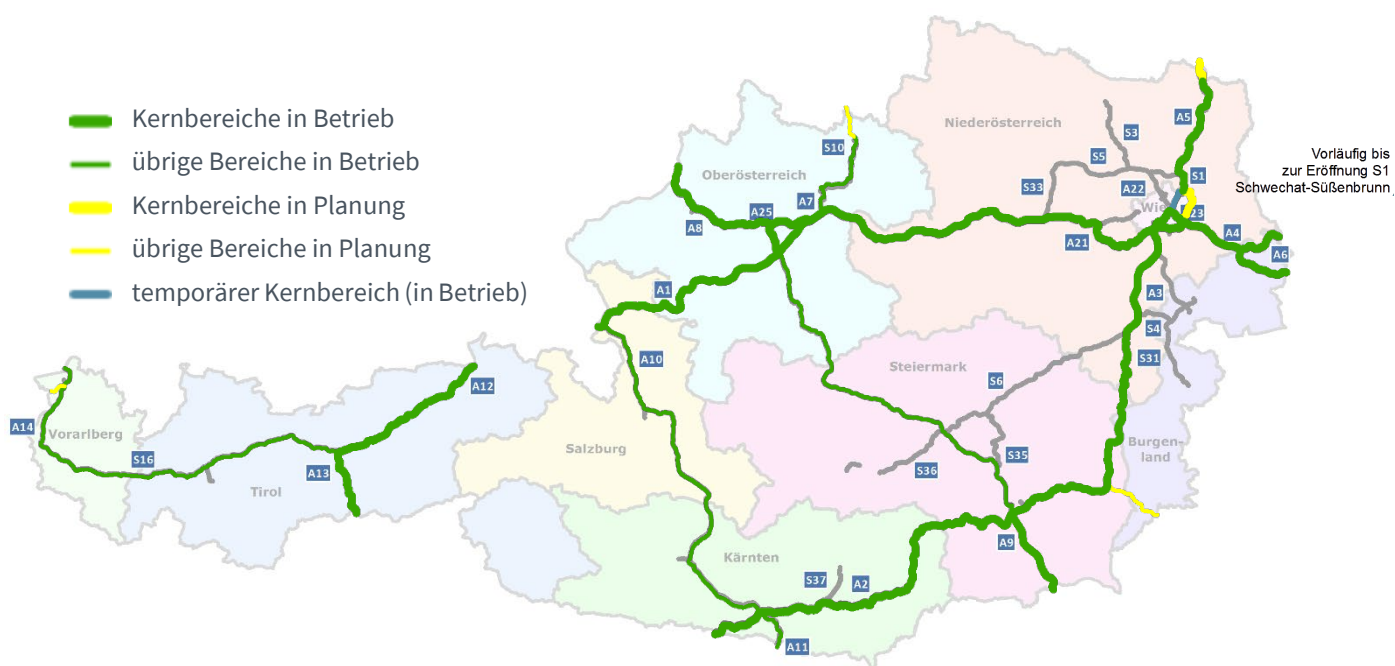 Kernbereiche in Betrieb
übrige Bereiche in Betrieb
Kernbereiche in Planung
übrige Bereiche in Planung
temporärer Kernbereich (in Betrieb)
Vorläufig bis
zur Eröffnung S1
Schwechat-Süßenbrunn
Niederösterreich
Oberösterreich
Wie
Steiermark
Burgen-
land
Salzburg
Kärnten
Tirol
Vorarlberg
A5
S3
S10
S5
S1
A22
S33
A7
A25
A8
A23
A21
A4
A6
A1
A3
S4
S31
A10
S6
A12
A14
S16
A13
S36
S35
A9
S37
A2
A11